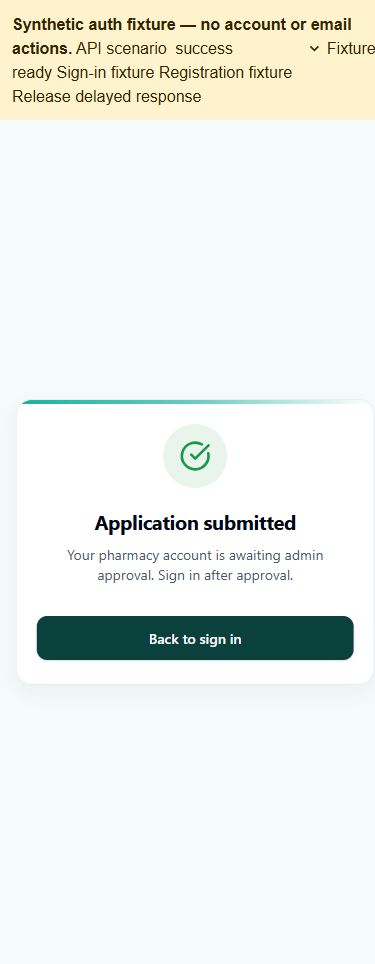 Synthetic auth fixture — no account or email
actions. API scenario success Fixture
ready Sign-in fixture Registration fixture
Release delayed response
Application submitted
Your pharmacy account is awaiting admin
approval. Sign in after approval.
Back to sign in